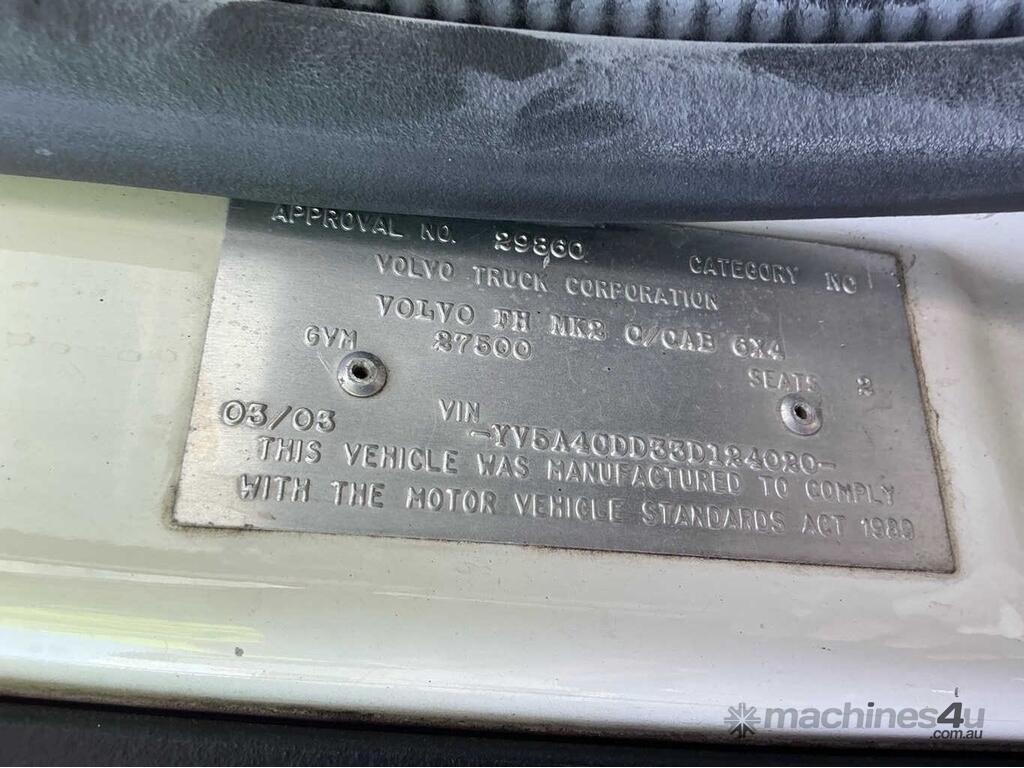 APPROVAL NO. 29860 CATEGORY NC
VOLVO TRUCK CORPORATION
VOLVO FH MK2 C/CAB 6X4
GVM 27500 SEATS 2
03/03 VIN -YV5A40DD33D124020-
THIS VEHICLE WAS MANUFACTURED TO COMPLY
WITH THE MOTOR VEHICLE STANDARDS ACT 1989
machines4u
.com.au